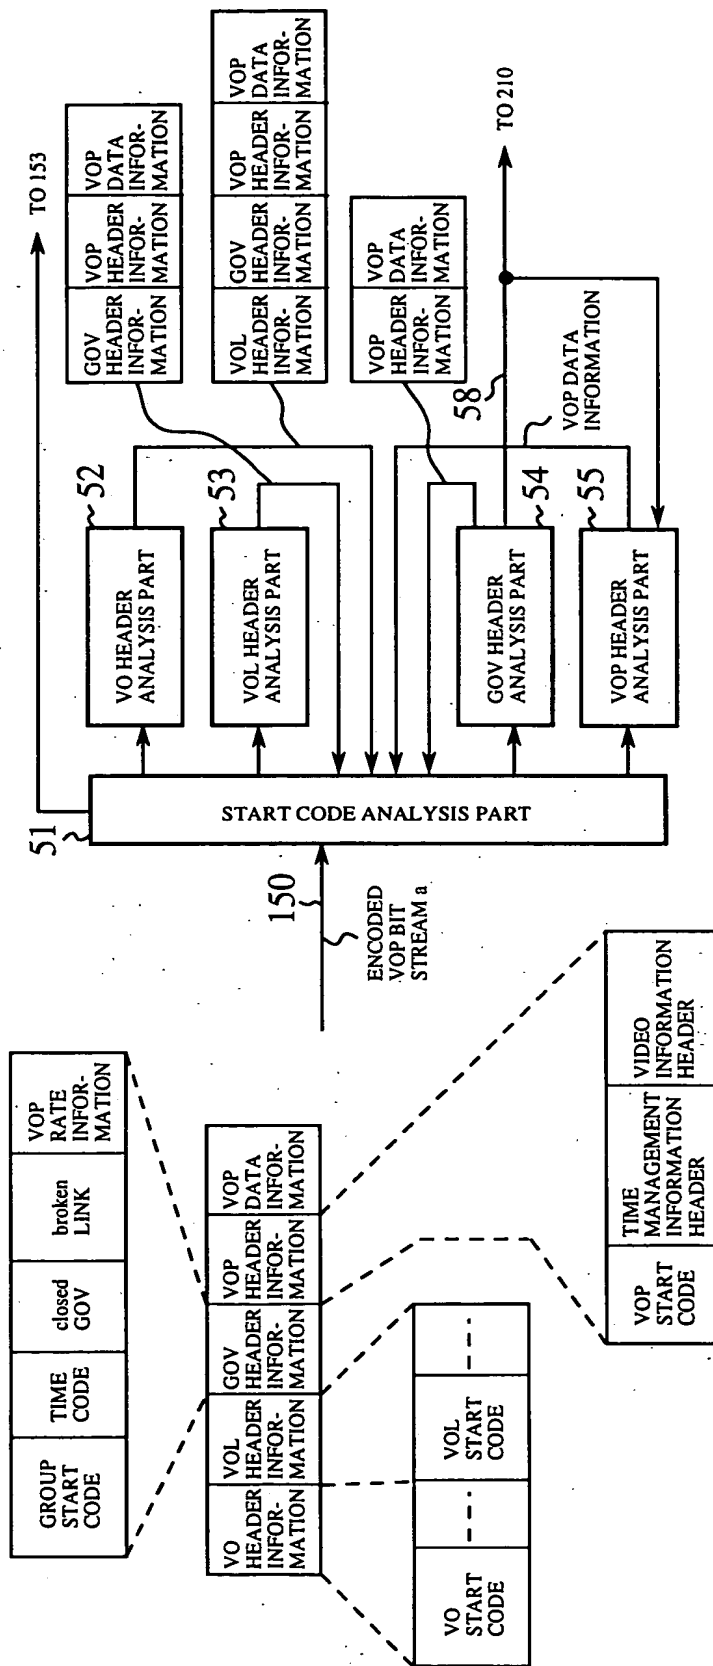 GROUP
START
CODE
TIME
CODE
closed
GOV
broken
LINK
VOP
RATE
INFOR-
MATION
VO
HEADER
INFOR-
MATION
VOL
HEADER
INFOR-
MATION
GOV
HEADER
INFOR-
MATION
VOP
HEADER
INFOR-
MATION
VOP
DATA
INFOR-
MATION
VO
START
CODE
VOL
START
CODE
VOP
START
CODE
TIME
MANAGEMENT
INFORMATION
HEADER
VIDEO
INFORMATION
HEADER
150
ENCODED
VOP BIT
STREAM a
51
START CODE ANALYSIS PART
TO 153
52
VO HEADER
ANALYSIS PART
53
VOL HEADER
ANALYSIS PART
54
GOV HEADER
ANALYSIS PART
55
VOP HEADER
ANALYSIS PART
GOV
HEADER
INFOR-
MATION
VOP
HEADER
INFOR-
MATION
VOP
DATA
INFOR-
MATION
VOL
HEADER
INFOR-
MATION
GOV
HEADER
INFOR-
MATION
VOP
HEADER
INFOR-
MATION
VOP
DATA
INFOR-
MATION
VOP
HEADER
INFOR-
MATION
VOP
DATA
INFOR-
MATION
58
TO 210
VOP DATA
INFORMATION